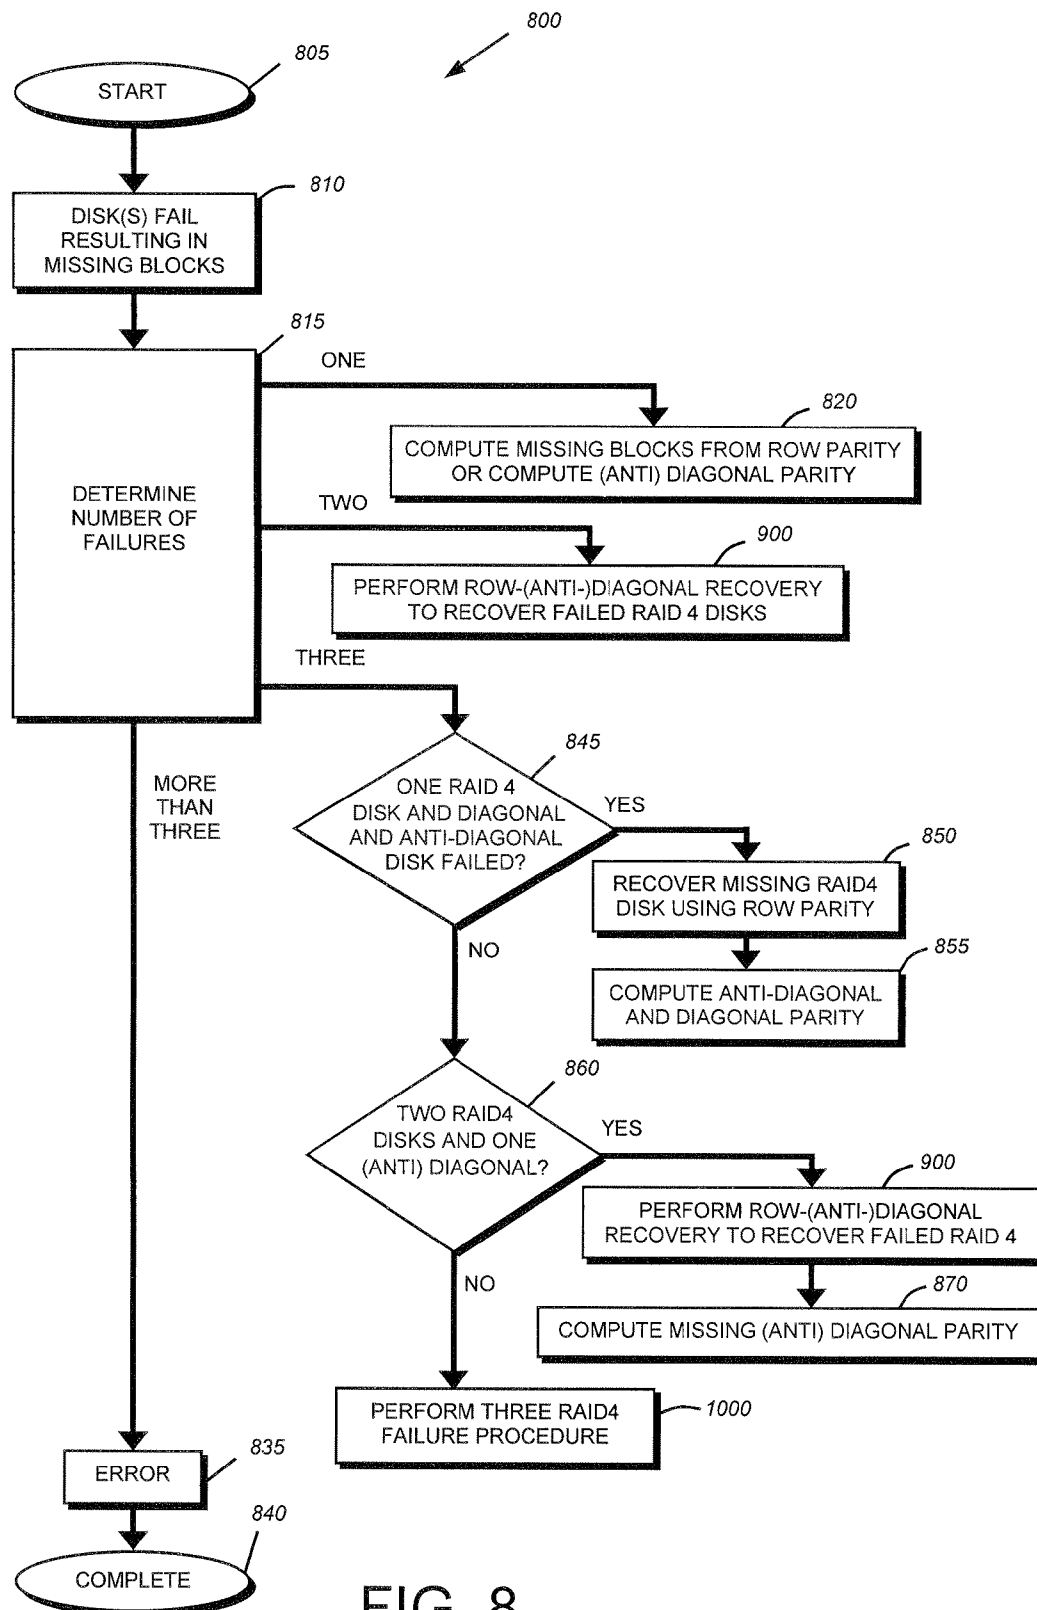 800
805
START
810
DISK(S) FAIL
RESULTING IN
MISSING BLOCKS
815
ONE
820
COMPUTE MISSING BLOCKS FROM ROW PARITY
OR COMPUTE (ANTI) DIAGONAL PARITY
DETERMINE
NUMBER OF
FAILURES
TWO
900
PERFORM ROW-(ANTI-)DIAGONAL RECOVERY
TO RECOVER FAILED RAID 4 DISKS
THREE
845
ONE RAID 4
DISK AND DIAGONAL
AND ANTI-DIAGONAL
DISK FAILED?
MORE
THAN
THREE
YES
850
RECOVER MISSING RAID4
DISK USING ROW PARITY
NO
855
COMPUTE ANTI-DIAGONAL
AND DIAGONAL PARITY
860
TWO RAID4
DISKS AND ONE
(ANTI) DIAGONAL?
YES
900
PERFORM ROW-(ANTI-)DIAGONAL
RECOVERY TO RECOVER FAILED RAID 4
NO
870
COMPUTE MISSING (ANTI) DIAGONAL PARITY
PERFORM THREE RAID4
FAILURE PROCEDURE
1000
835
ERROR
840
COMPLETE
FIG. 8